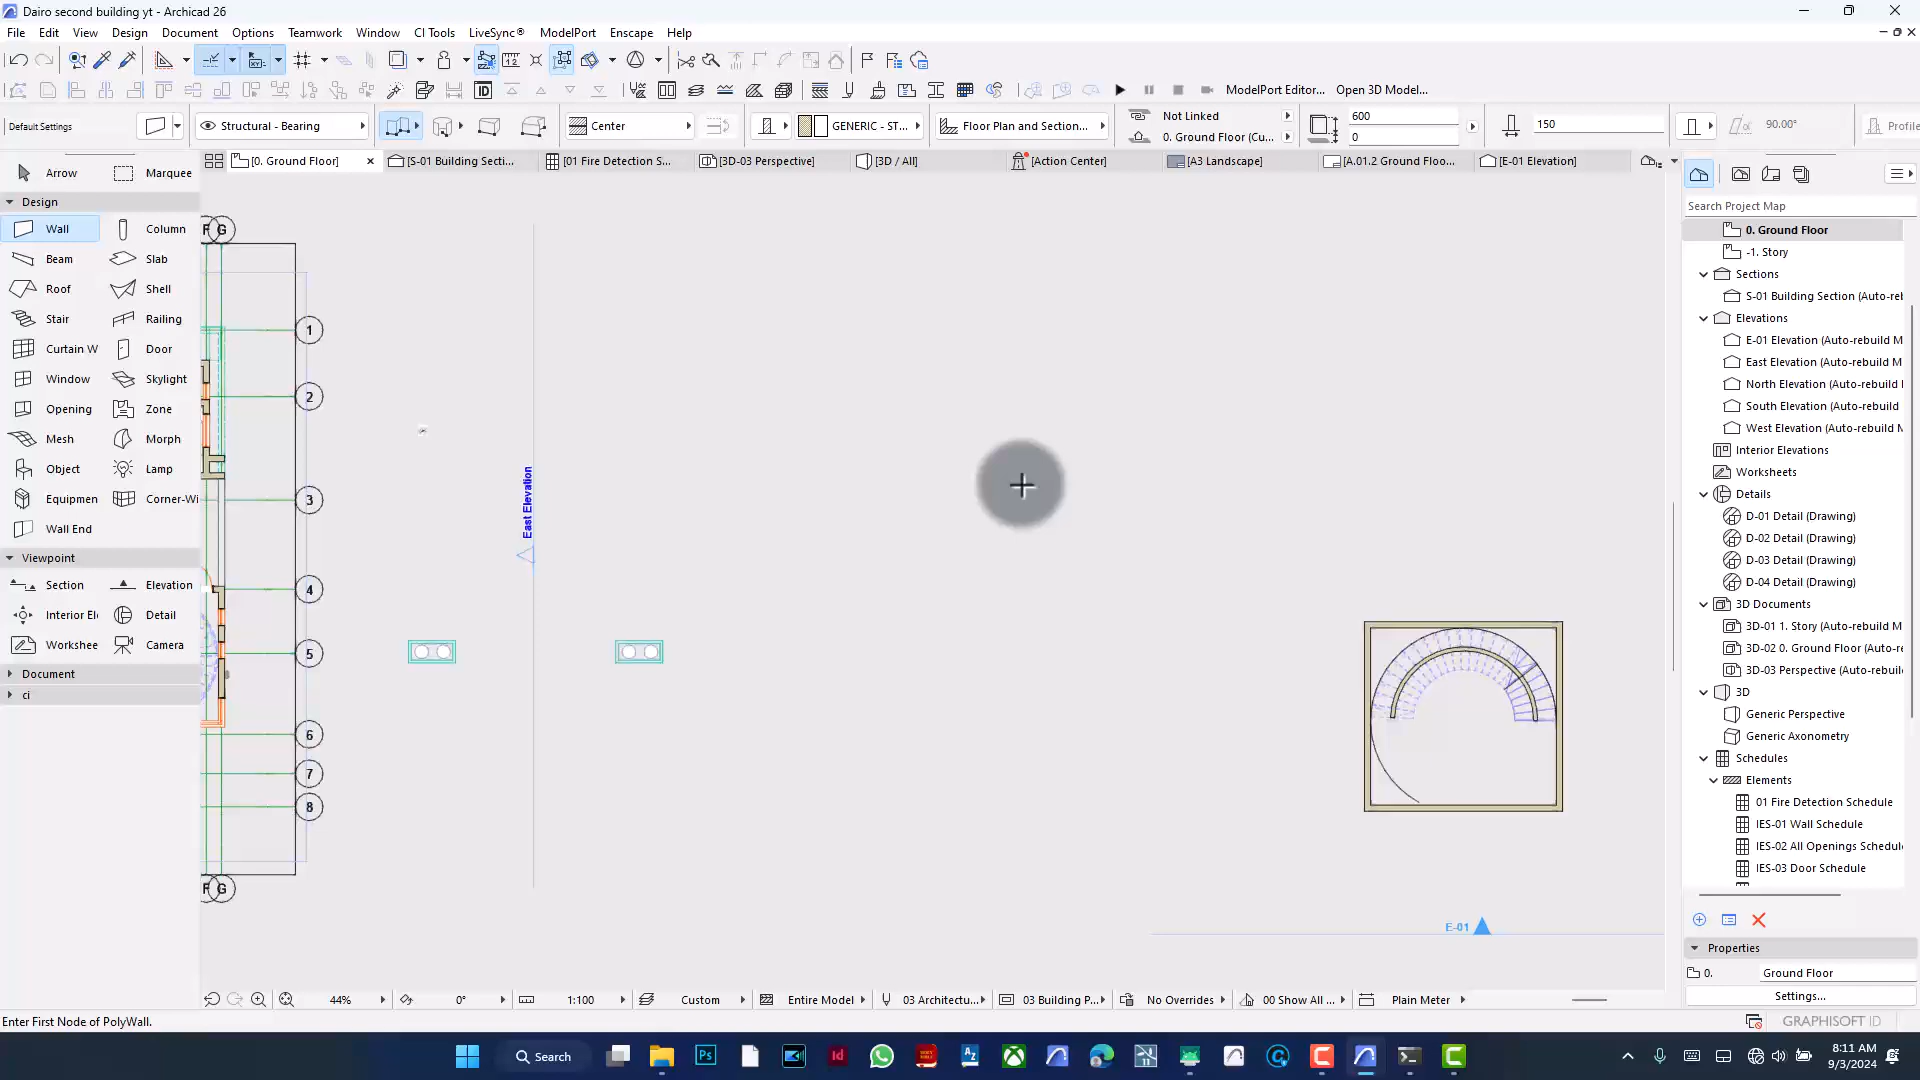 Dairo second building yt - Archicad 26
File Edit View Design Document Options Teamwork Window CI Tools LiveSync® ModelPort Enscape Help
ModelPort Editor... Open 3D Model...
Default Settings
Structural - Bearing
Center
GENERIC - ST...
Floor Plan and Section...
Not Linked
0. Ground Floor (Cu...
600
0
150
90.00°
Profile
[0. Ground Floor]
[S-01 Building Secti...
[01 Fire Detection S...
[3D-03 Perspective]
[3D / All]
[Action Center]
[A3 Landscape]
[A.01.2 Ground Floo...
[E-01 Elevation]
Arrow Marquee
Design
Wall Column
Beam Slab
Roof Shell
Stair Railing
Curtain W Door
Window Skylight
Opening Zone
Mesh Morph
Object Lamp
Equipmen Corner-Wi
Wall End
Viewpoint
Section Elevation
Interior El Detail
Workshee Camera
Document
ci
F G
1
2
3
4
5
6
7
8
F G
East Elevation
E-01
Search Project Map
0. Ground Floor
-1. Story
Sections
S-01 Building Section (Auto-rel
Elevations
E-01 Elevation (Auto-rebuild M
East Elevation (Auto-rebuild M
North Elevation (Auto-rebuild
South Elevation (Auto-rebuild
West Elevation (Auto-rebuild M
Interior Elevations
Worksheets
Details
D-01 Detail (Drawing)
D-02 Detail (Drawing)
D-03 Detail (Drawing)
D-04 Detail (Drawing)
3D Documents
3D-01 1. Story (Auto-rebuild M
3D-02 0. Ground Floor (Auto-re
3D-03 Perspective (Auto-rebuil
3D
Generic Perspective
Generic Axonometry
Schedules
Elements
01 Fire Detection Schedule
IES-01 Wall Schedule
IES-02 All Openings Schedule
IES-03 Door Schedule
Properties
0. Ground Floor
Settings...
44%
0°
1:100
Custom
Entire Model
03 Architectu...
03 Building P...
No Overrides
00 Show All ...
Plain Meter
Enter First Node of PolyWall.
GRAPHISOFT ID
Search
8:11 AM
9/3/2024